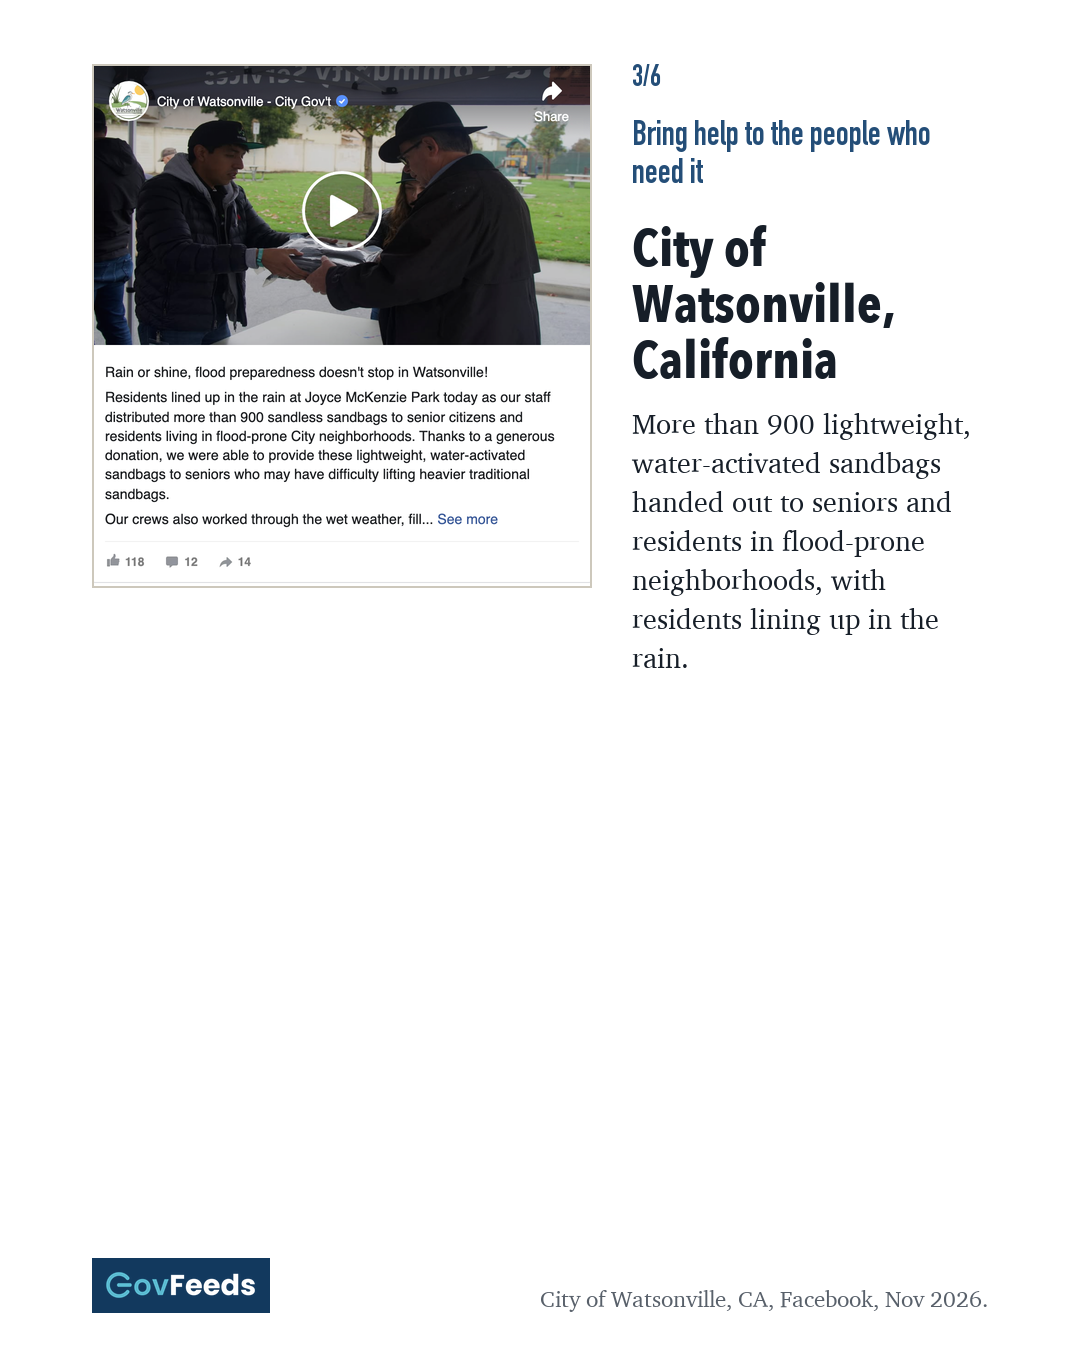 City of Watsonville - City Gov't
Share
Rain or shine, flood preparedness doesn't stop in Watsonville!
Residents lined up in the rain at Joyce McKenzie Park today as our staff
distributed more than 900 sandless sandbags to senior citizens and
residents living in flood-prone City neighborhoods. Thanks to a generous
donation, we were able to provide these lightweight, water-activated
sandbags to seniors who may have difficulty lifting heavier traditional
sandbags.
Our crews also worked through the wet weather, fill... See more
118 12 14
3/6
Bring help to the people who
need it
City of
Watsonville,
California
More than 900 lightweight,
water-activated sandbags
handed out to seniors and
residents in flood-prone
neighborhoods, with
residents lining up in the
rain.
GovFeeds
City of Watsonville, CA, Facebook, Nov 2026.